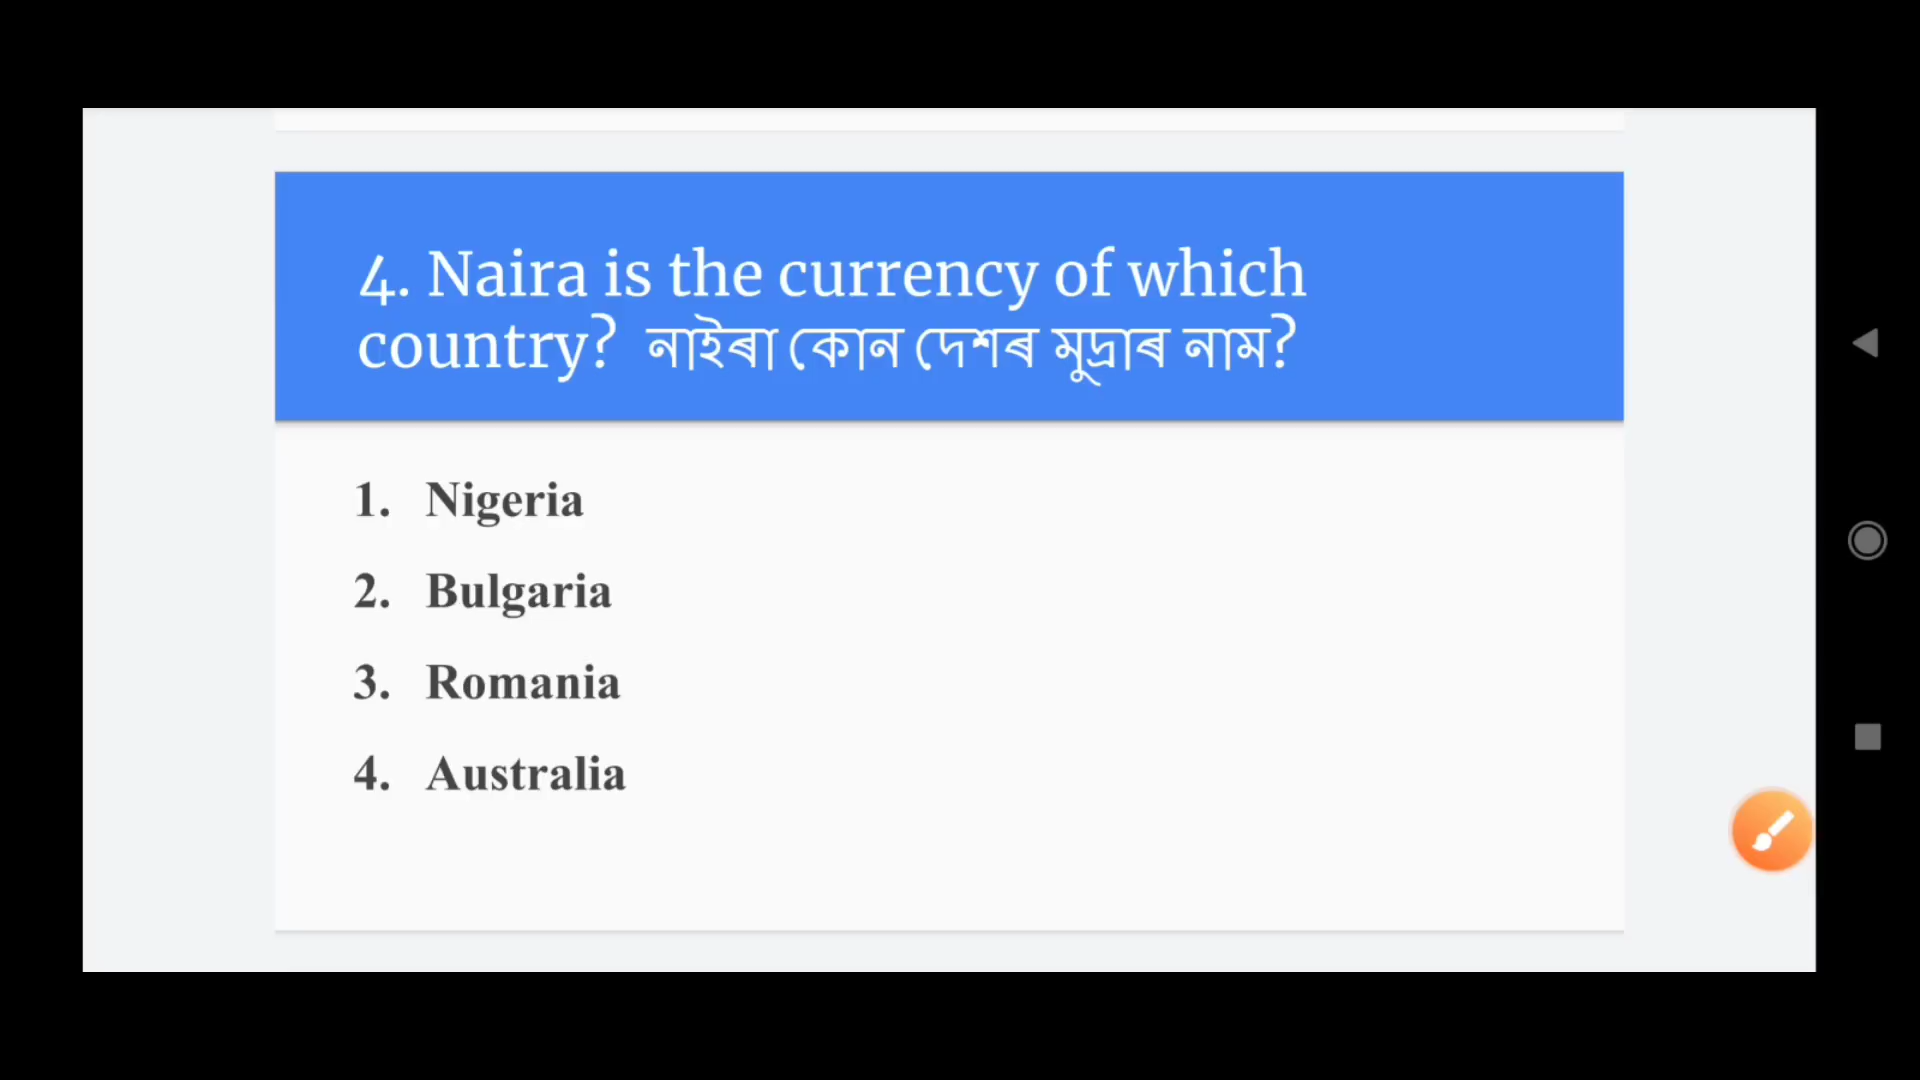 4. Naira is the currency of which
country? নাইৰা কোন দেশৰ মুদ্ৰাৰ নাম?
1. Nigeria
2. Bulgaria
3. Romania
4. Australia